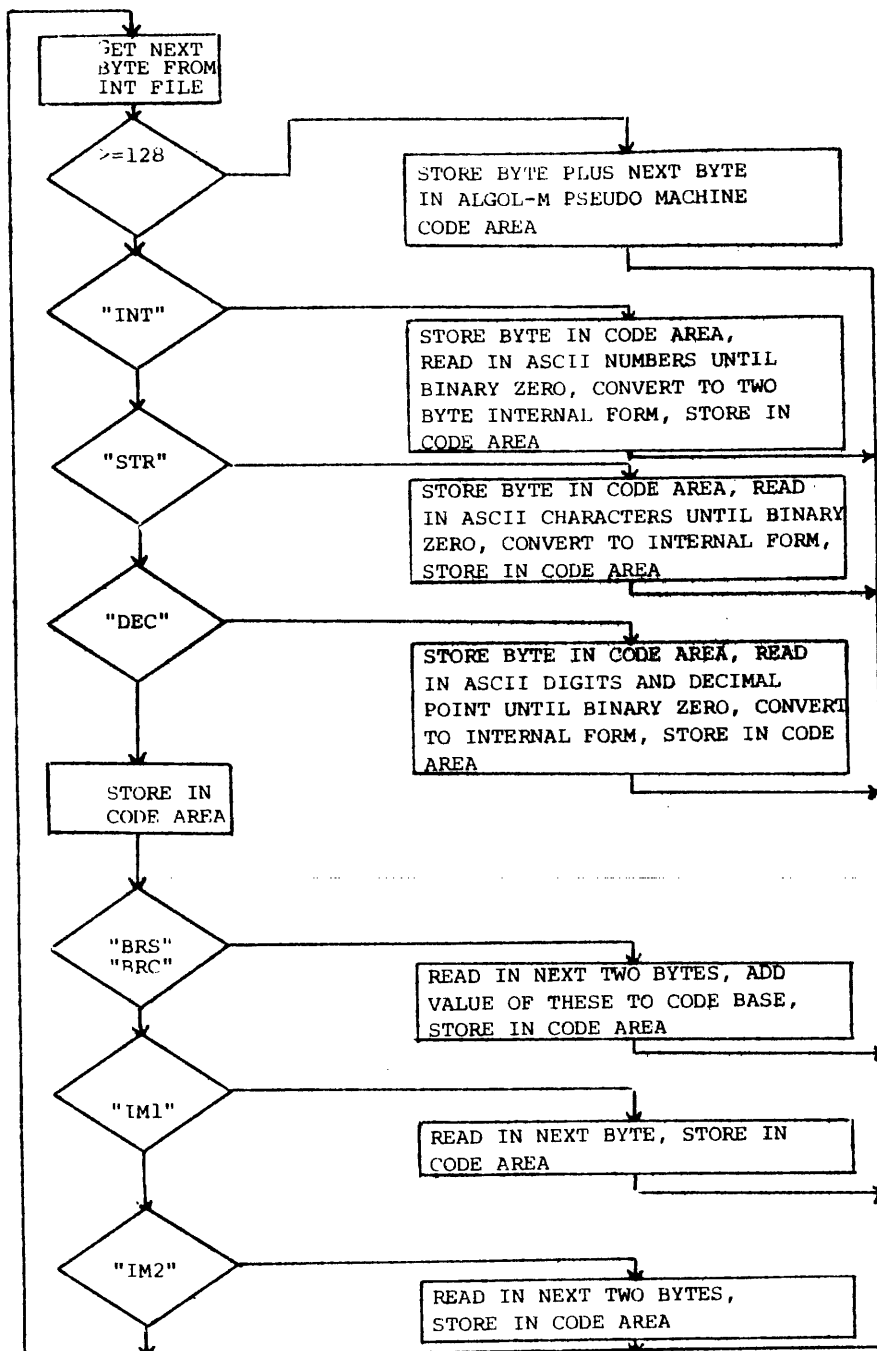 GET NEXT
BYTE FROM
INT FILE
>=128
STORE BYTE PLUS NEXT BYTE
IN ALGOL-M PSEUDO MACHINE
CODE AREA
"INT"
STORE BYTE IN CODE AREA,
READ IN ASCII NUMBERS UNTIL
BINARY ZERO, CONVERT TO TWO
BYTE INTERNAL FORM, STORE IN
CODE AREA
"STR"
STORE BYTE IN CODE AREA, READ
IN ASCII CHARACTERS UNTIL BINARY
ZERO, CONVERT TO INTERNAL FORM,
STORE IN CODE AREA
"DEC"
STORE BYTE IN CODE AREA, READ
IN ASCII DIGITS AND DECIMAL
POINT UNTIL BINARY ZERO, CONVERT
TO INTERNAL FORM, STORE IN CODE
AREA
STORE IN
CODE AREA
"BRS"
"BRC"
READ IN NEXT TWO BYTES, ADD
VALUE OF THESE TO CODE BASE,
STORE IN CODE AREA
"IM1"
READ IN NEXT BYTE, STORE IN
CODE AREA
"IM2"
READ IN NEXT TWO BYTES,
STORE IN CODE AREA